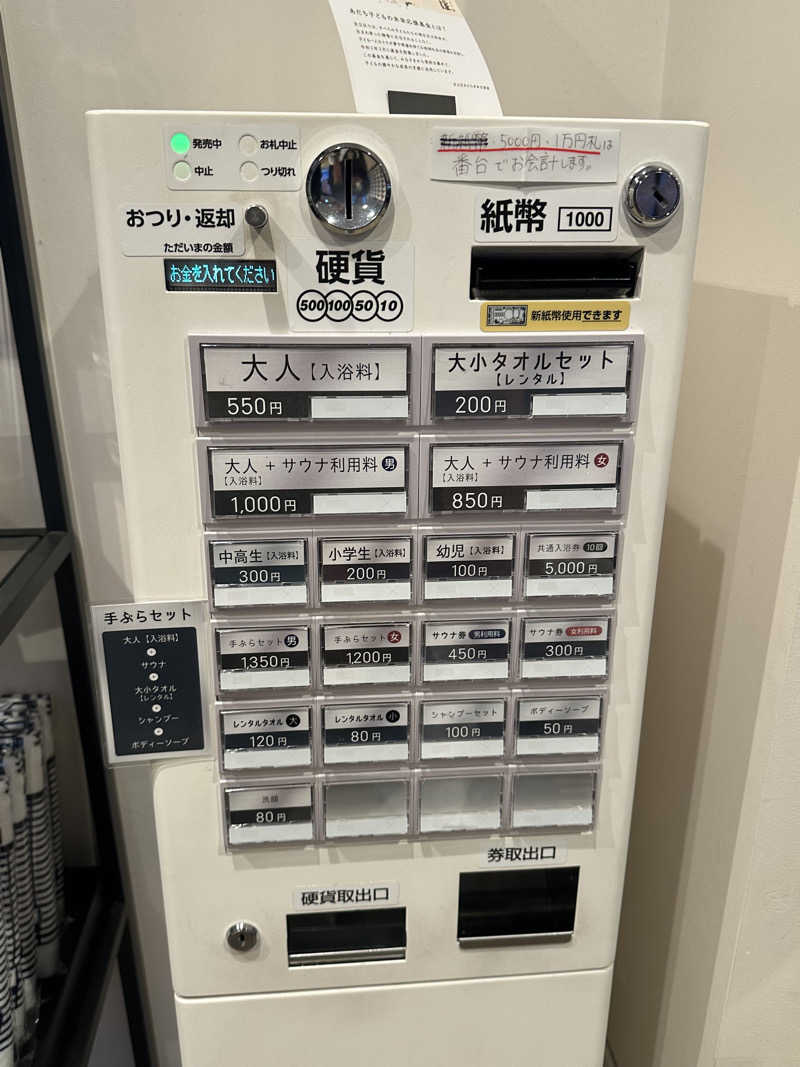 あだち子どもの未来応援基金とは?
発売中
お札中止
中止
つり切れ
5000円・1万円札は
番台でお会計します。
おつり・返却
ただいまの金額
お金を入れてください
硬貨
500 100 50 10
紙幣 1000
新紙幣使用できます
大人【入浴料】
550円
大小タオルセット
【レンタル】
200円
大人 + サウナ利用料 男
【入浴料】
1,000円
大人 + サウナ利用料 女
【入浴料】
850円
中高生【入浴料】
300円
小学生【入浴料】
200円
幼児【入浴料】
100円
共通入浴券 10回
5,000円
手ぶらセット 男
1,350円
手ぶらセット 女
1,200円
サウナ券 男利用料
450円
サウナ券 女利用料
300円
レンタルタオル 大
120円
レンタルタオル 小
80円
シャンプーセット
100円
ボディーソープ
50円
洗顔
80円
手ぶらセット
大人【入浴料】
+
サウナ
+
大小タオル
【レンタル】
+
シャンプー
+
ボディーソープ
硬貨取出口
券取出口